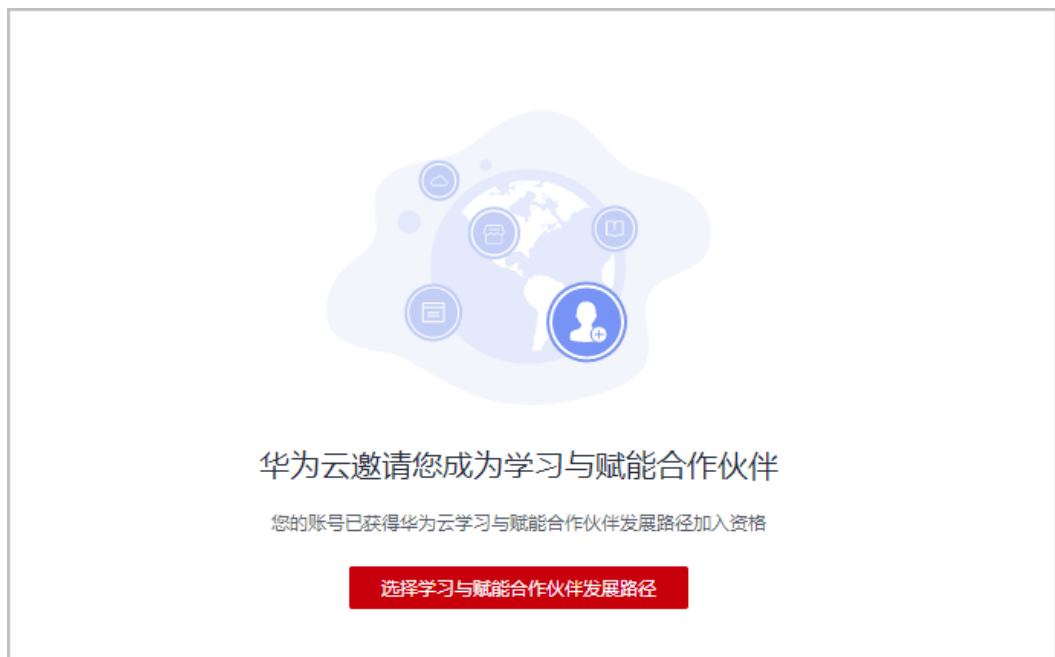 华为云邀请您成为学习与赋能合作伙伴
您的账号已获得华为云学习与赋能合作伙伴发展路径加入资格
选择学习与赋能合作伙伴发展路径